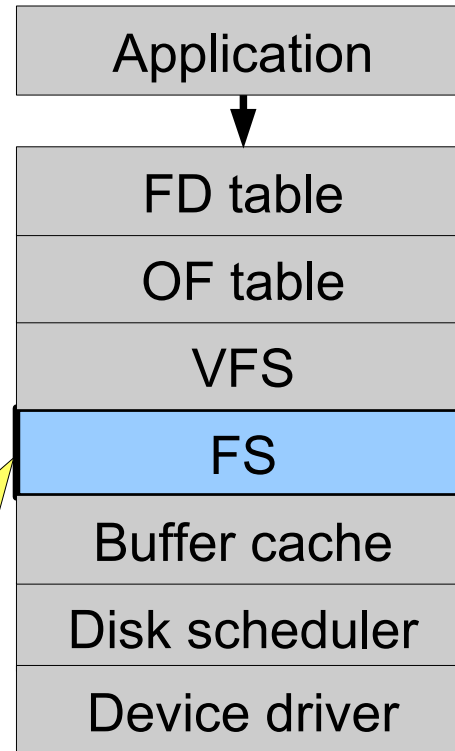 Application
FD table
OF table
VFS
FS
Buffer cache
Disk scheduler
Device driver